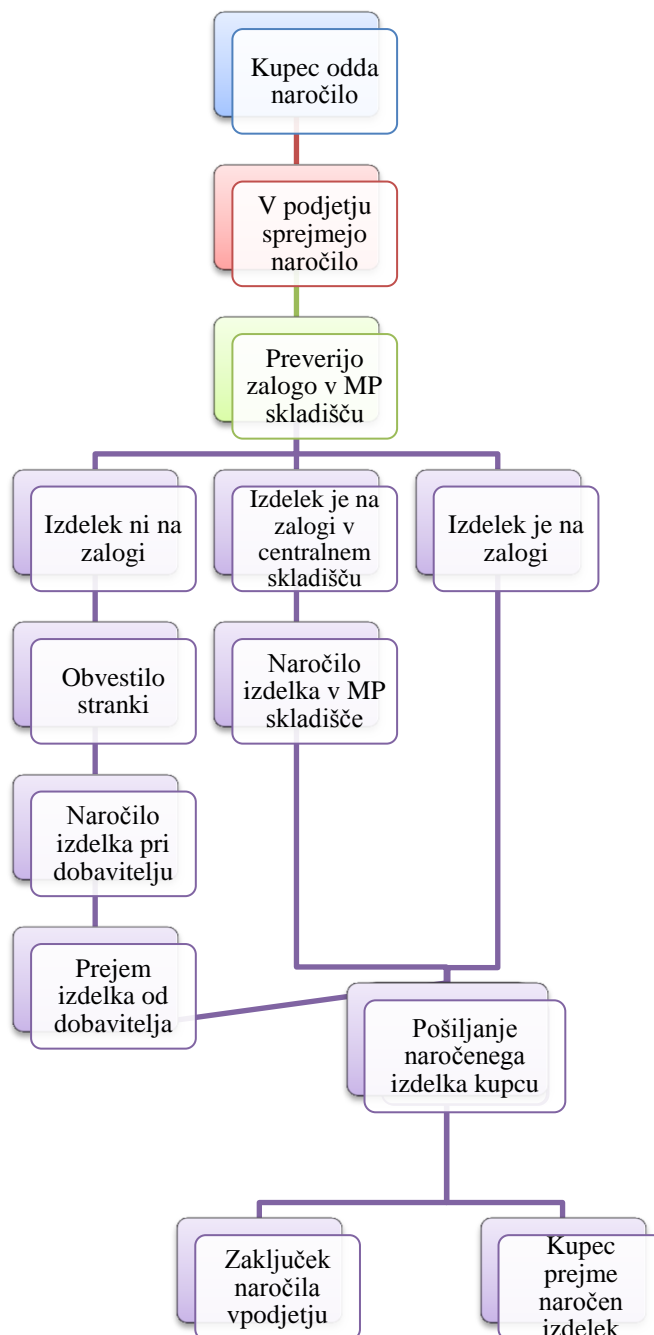 Kupec odda
naročilo
V podjetju
sprejmejo
naročilo
Preverijo
zalogo v MP
skladišču
Izdelek ni na
zalogi
Izdelek je na
zalogi v
centralnem
skladišču
Izdelek je na
zalogi
Obvestilo
stranki
Naročilo
izdelka v MP
skladišče
Naročilo
izdelka pri
dobavitelju
Prejem
izdelka od
dobavitelja
Pošiljanje
naročenega
izdelka kupcu
Zaključek
naročila
vpodjetju
Kupec
prejme
naročen
izdelek